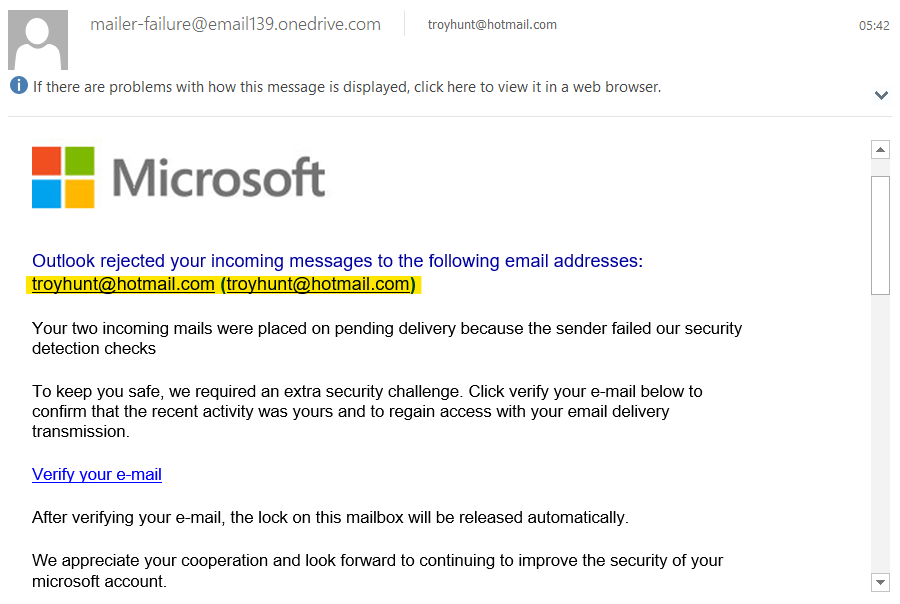 mailer-failure@email139.onedrive.com troyhunt@hotmail.com 05:42
If there are problems with how this message is displayed, click here to view it in a web browser.
Microsoft
Outlook rejected your incoming messages to the following email addresses:
troyhunt@hotmail.com (troyhunt@hotmail.com)
Your two incoming mails were placed on pending delivery because the sender failed our security
detection checks
To keep you safe, we required an extra security challenge. Click verify your e-mail below to
confirm that the recent activity was yours and to regain access with your email delivery
transmission.
Verify your e-mail
After verifying your e-mail, the lock on this mailbox will be released automatically.
We appreciate your cooperation and look forward to continuing to improve the security of your
microsoft account.